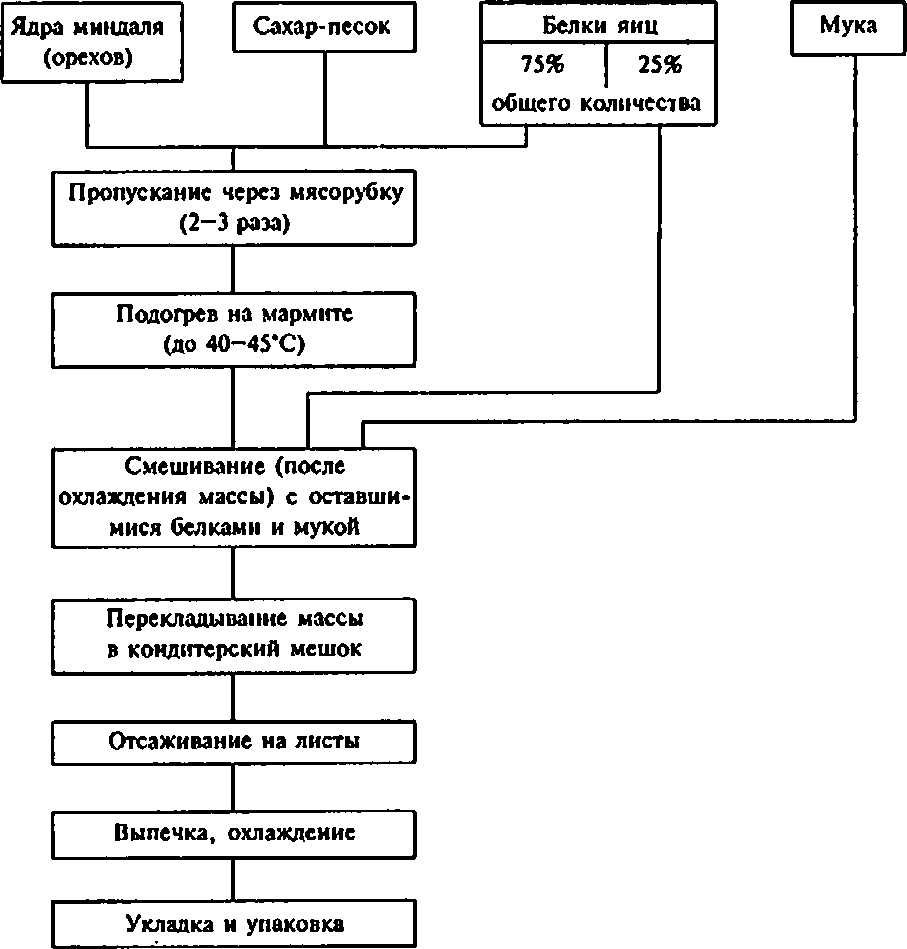 Ядра миндаля
(орехов)
Сахар-песок
Белки яиц
75% 25%
общего количества
Мука
Пропускание через мясорубку
(2—3 раза)
Подогрев на мармите
(до 40—45°С)
Смешивание (после
охлаждения массы) с оставши-
мися белками и мукой
Перекладывание массы
в кондитерский мешок
Отсаживание на листы
Выпечка, охлаждение
Укладка и упаковка